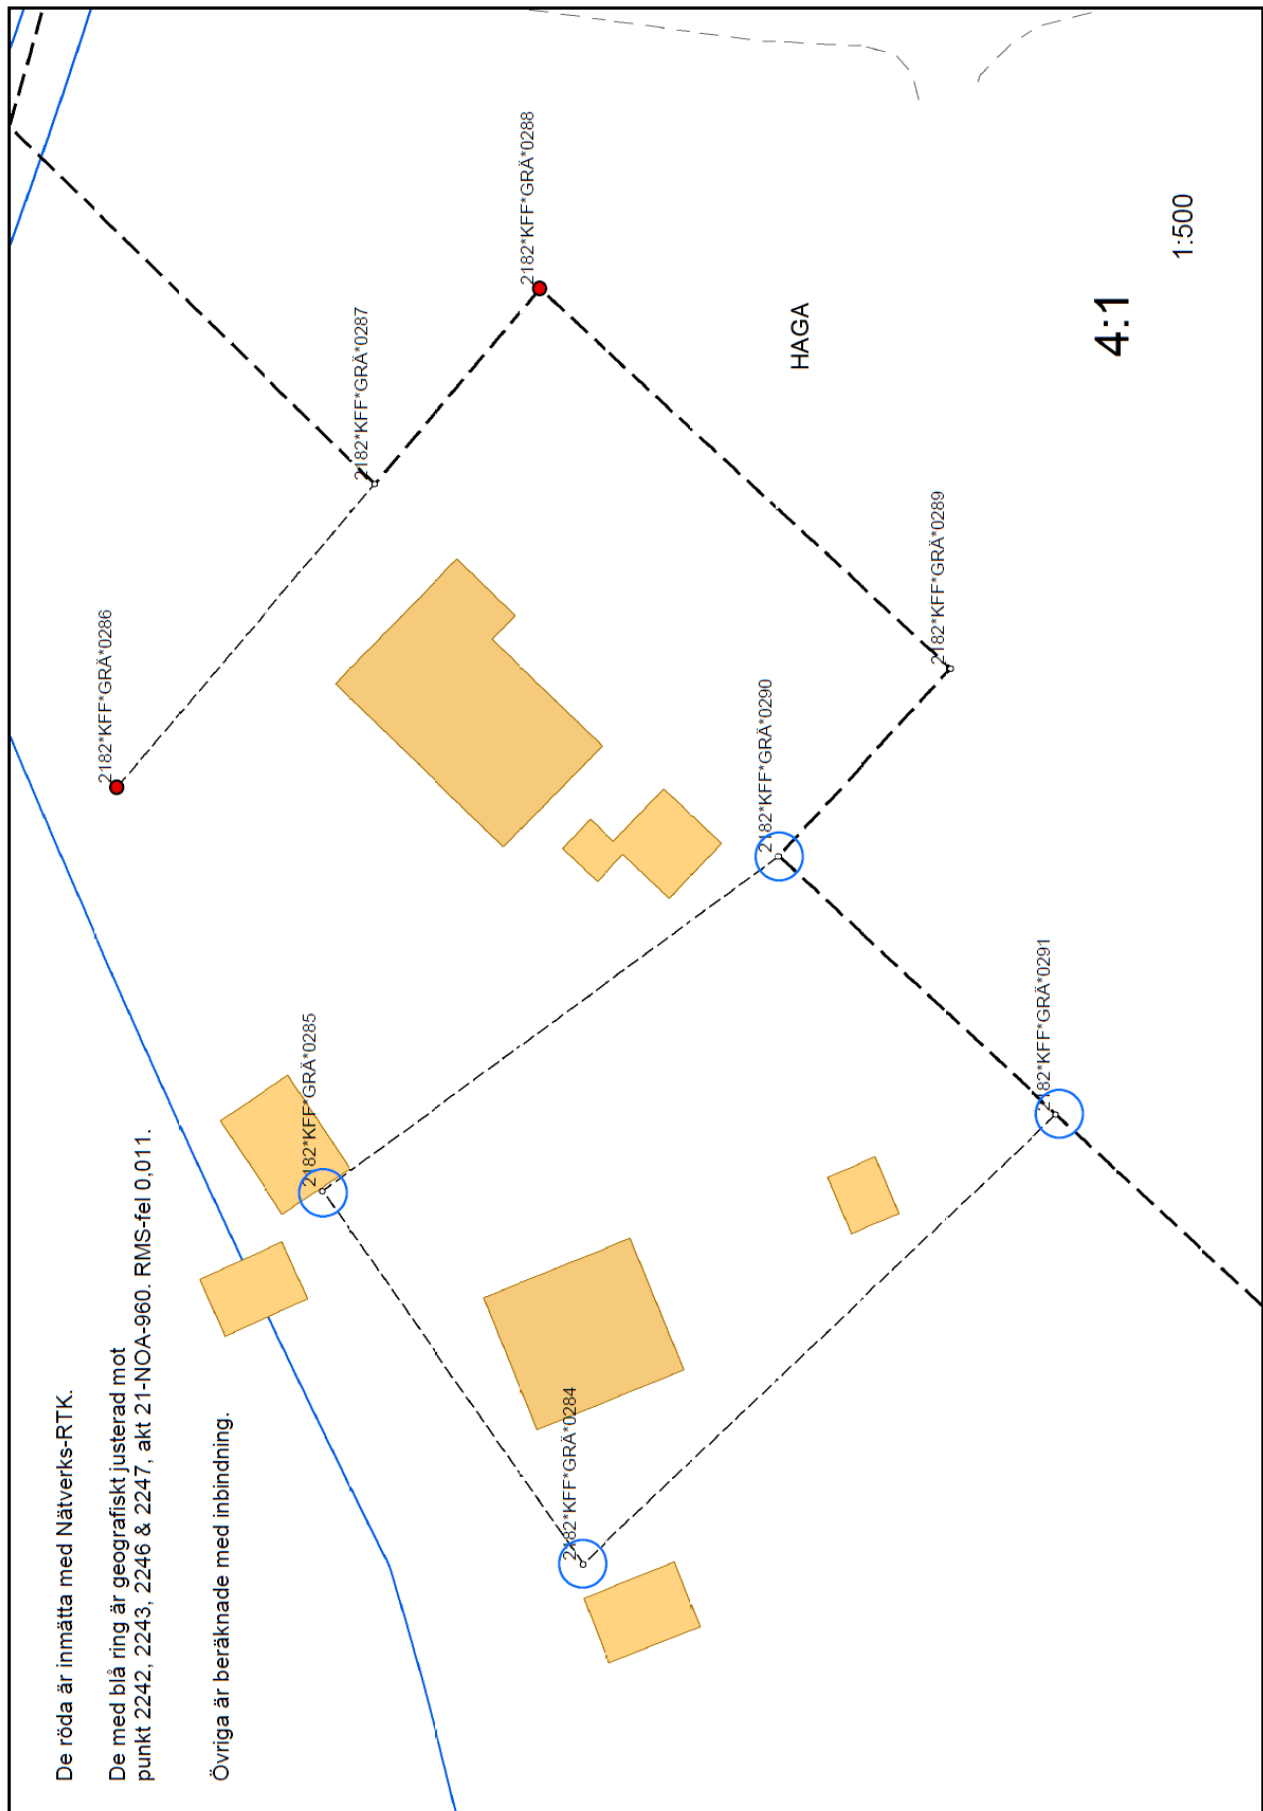 De röda är inmätta med Nätverks-RTK.
De med blå ring är geografiskt justerad mot
punkt 2242, 2243, 2246 & 2247, akt 21-NOA-960. RMS-fel 0,011.
Övriga är beräknade med inbindning.
2182*KFF*GRÄ*0286
2182*KFF*GRÄ*0285
2182*KFF*GRÄ*0287
2182*KFF*GRÄ*0288
2182*KFF*GRÄ*0284
2182*KFF*GRÄ*0290
HAGA
2182*KFF*GRÄ*0289
2182*KFF*GRÄ*0291
4:1
1:500